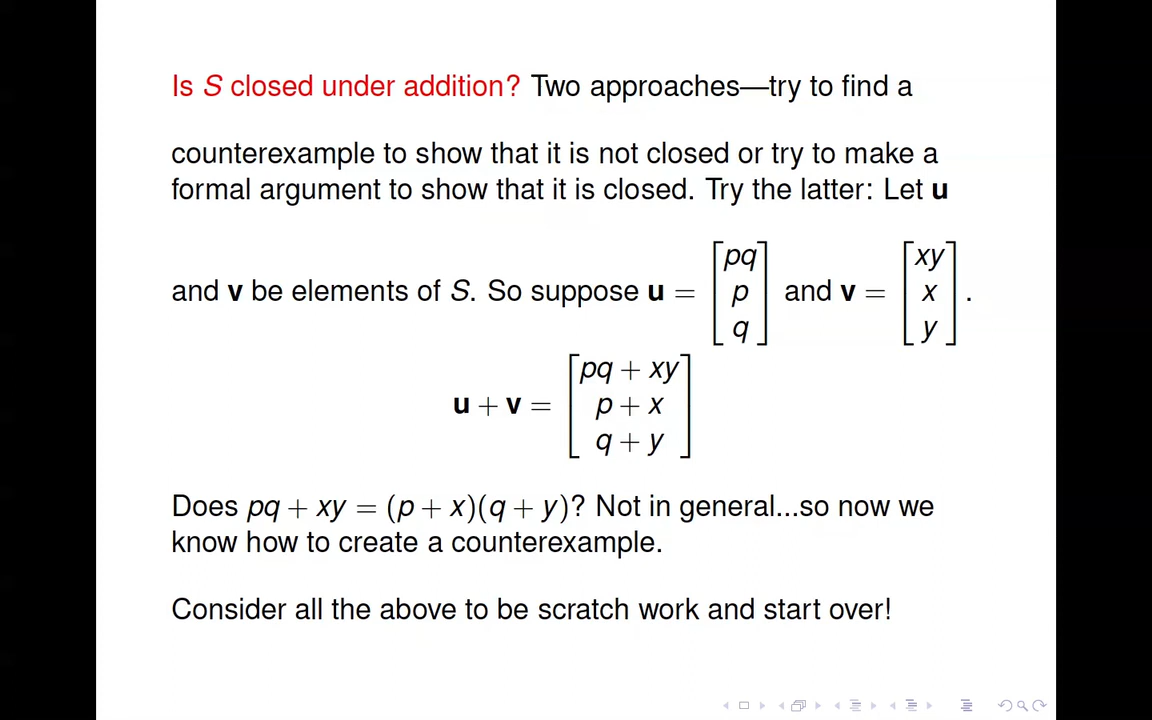 Is S closed under addition? Two approaches—try to find a
counterexample to show that it is not closed or try to make a
formal argument to show that it is closed. Try the latter: Let u
and v be elements of S. So suppose u = [pq p q] and v = [xy x y].
u + v = [pq + xy p + x q + y]
Does pq + xy = (p + x)(q + y)? Not in general...so now we
know how to create a counterexample.
Consider all the above to be scratch work and start over!